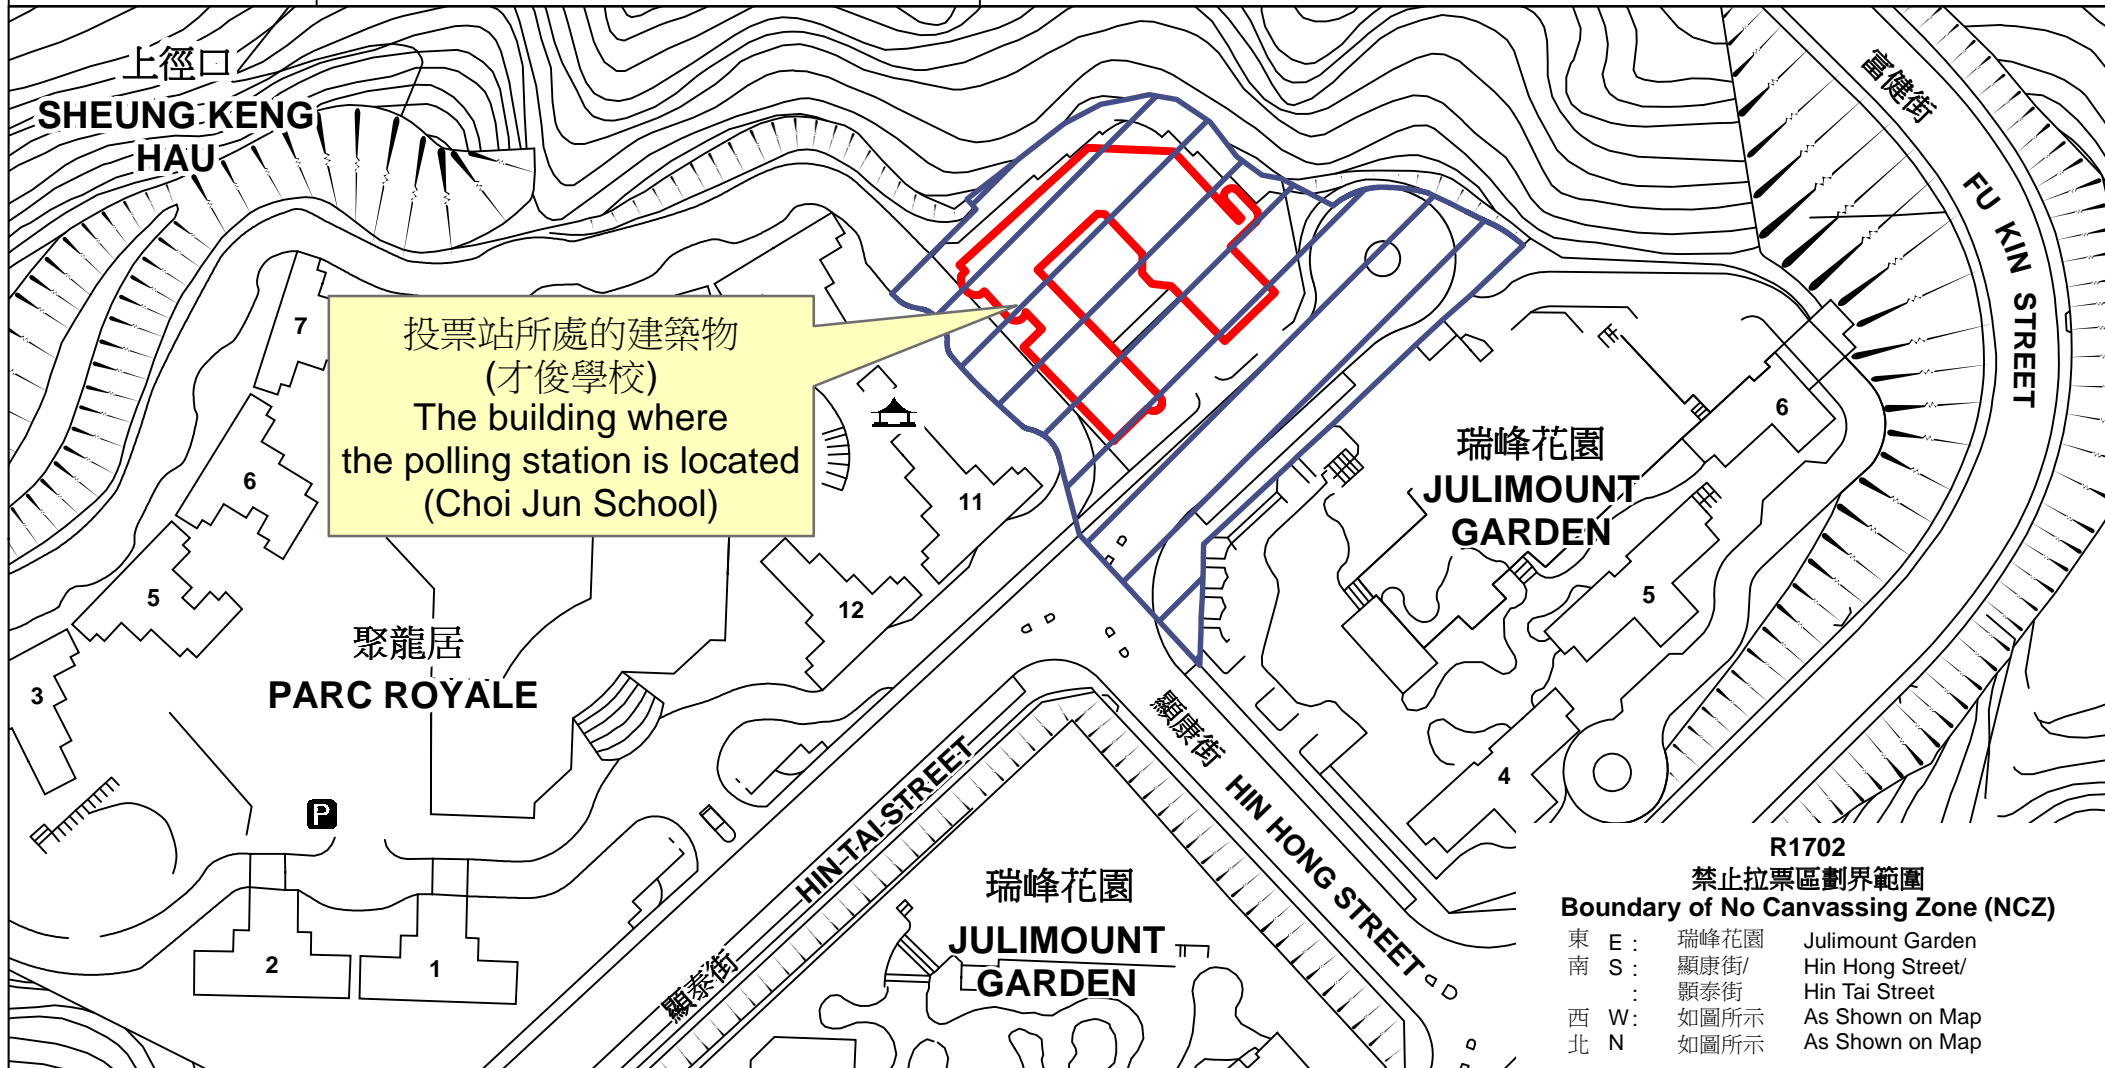 上徑口
SHEUNG KENG
HAU
富健街
FU KIN STREET
投票站所處的建築物
(才俊學校)
The building where
the polling station is located
(Choi Jun School)
7
6
5
3
11
12
聚龍居
PARC ROYALE
P
2
1
瑞峰花園
JULIMOUNT
GARDEN
6
5
4
顯康街 HIN HONG STREET
HIN TAI STREET
顯泰街
瑞峰花園
JULIMOUNT
GARDEN
R1702
禁止拉票區劃界範圍
Boundary of No Canvassing Zone (NCZ)
東 E : 瑞峰花園 Julimount Garden
南 S : 顯康街/ Hin Hong Street/
: 顯泰街 Hin Tai Street
西 W : 如圖所示 As Shown on Map
北 N 如圖所示 As Shown on Map